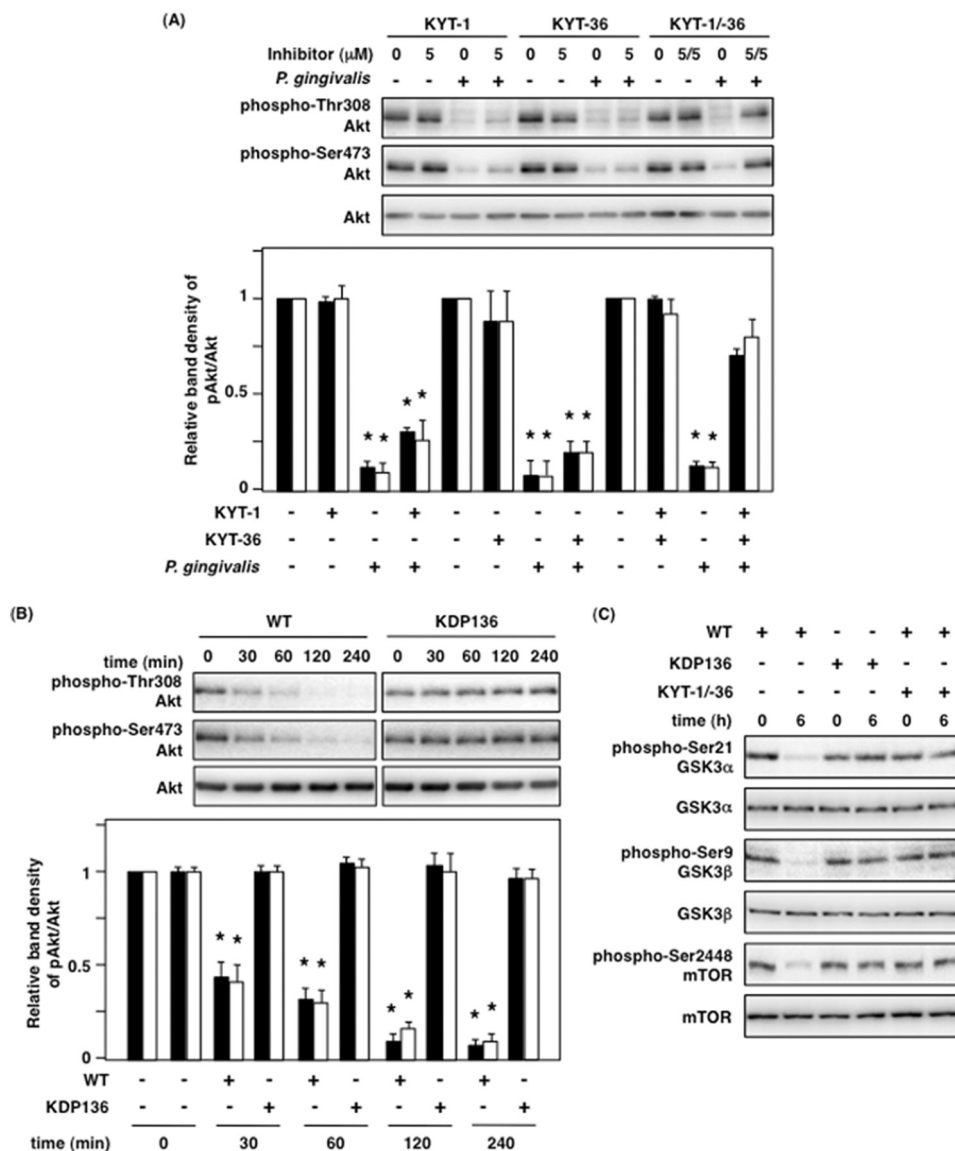 (A)
KYT-1 KYT-36 KYT-1/-36
Inhibitor (μM) 0 5 0 5 0 5 0 5 0 5/5 0 5/5
P. gingivalis - - + + - - + + - - + +
phospho-Thr308
Akt
phospho-Ser473
Akt
Akt
Relative band density of
pAkt/Akt
1
0.5
0
* * * * * * * * * *
KYT-1 - + - + - - - - - + - +
KYT-36 - - - - - + - + - + - +
P. gingivalis - - + + - - + + - - + +
(B)
WT KDP136
time (min) 0 30 60 120 240 0 30 60 120 240
phospho-Thr308
Akt
phospho-Ser473
Akt
Akt
Relative band density
of pAkt/Akt
1
0.5
0
* * * * * * * *
WT - - + - + - + - + -
KDP136 - - - + - + - + - +
time (min) 0 30 60 120 240
(C)
WT + + - - + +
KDP136 - - + + - -
KYT-1/-36 - - - - + +
time (h) 0 6 0 6 0 6
phospho-Ser21
GSK3α
GSK3α
phospho-Ser9
GSK3β
GSK3β
phospho-Ser2448
mTOR
mTOR